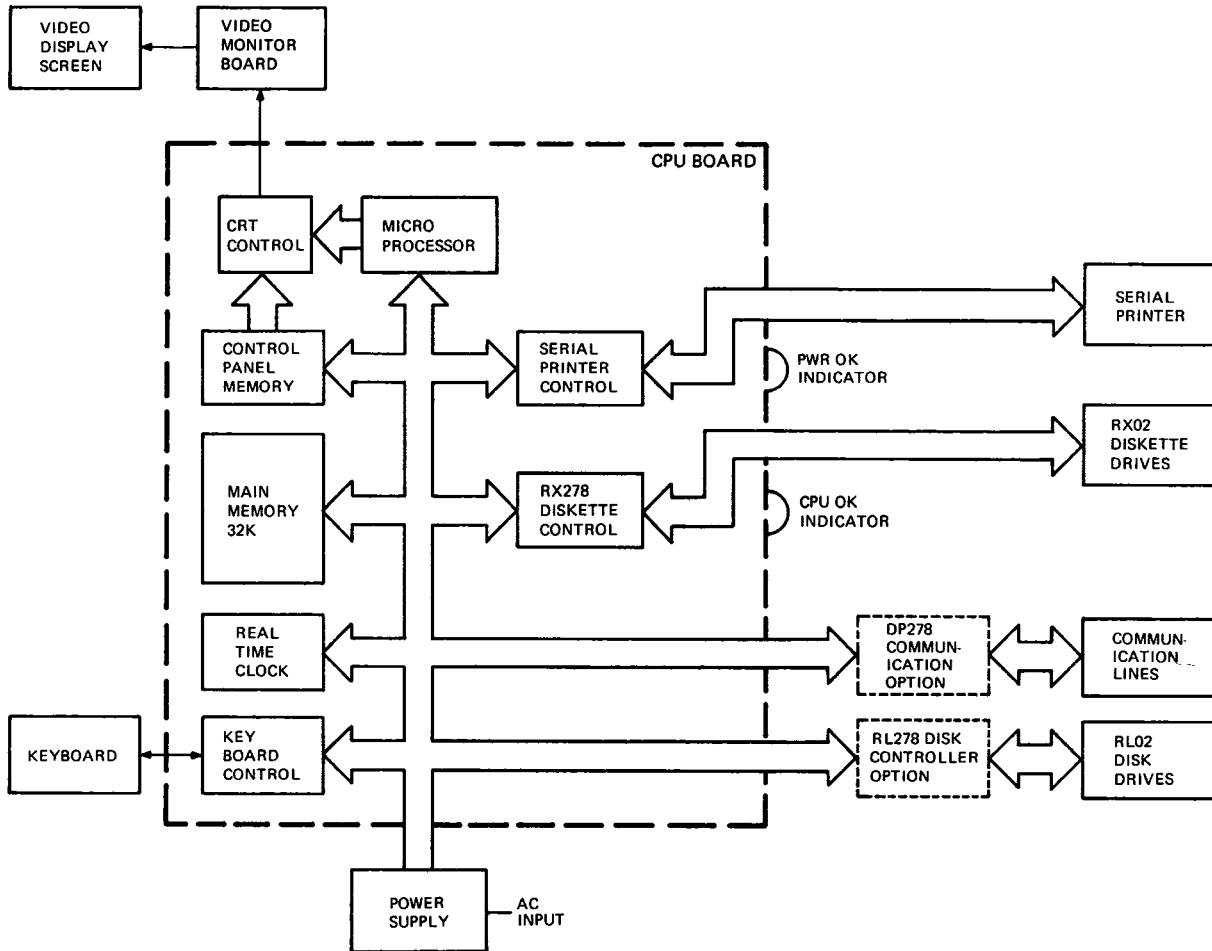 VIDEO
DISPLAY
SCREEN
VIDEO
MONITOR
BOARD
CPU BOARD
CRT
CONTROL
MICRO
PROCESSOR
CONTROL
PANEL
MEMORY
SERIAL
PRINTER
CONTROL
SERIAL
PRINTER
PWR OK
INDICATOR
MAIN
MEMORY
32K
RX278
DISKETTE
CONTROL
RX02
DISKETTE
DRIVES
CPU OK
INDICATOR
REAL
TIME
CLOCK
DP278
COMMUN-
ICATION
OPTION
COMMUN-
ICATION
LINES
KEYBOARD
KEY
BOARD
CONTROL
RL278 DISK
CONTROLLER
OPTION
RL02
DISK
DRIVES
POWER
SUPPLY
AC
INPUT